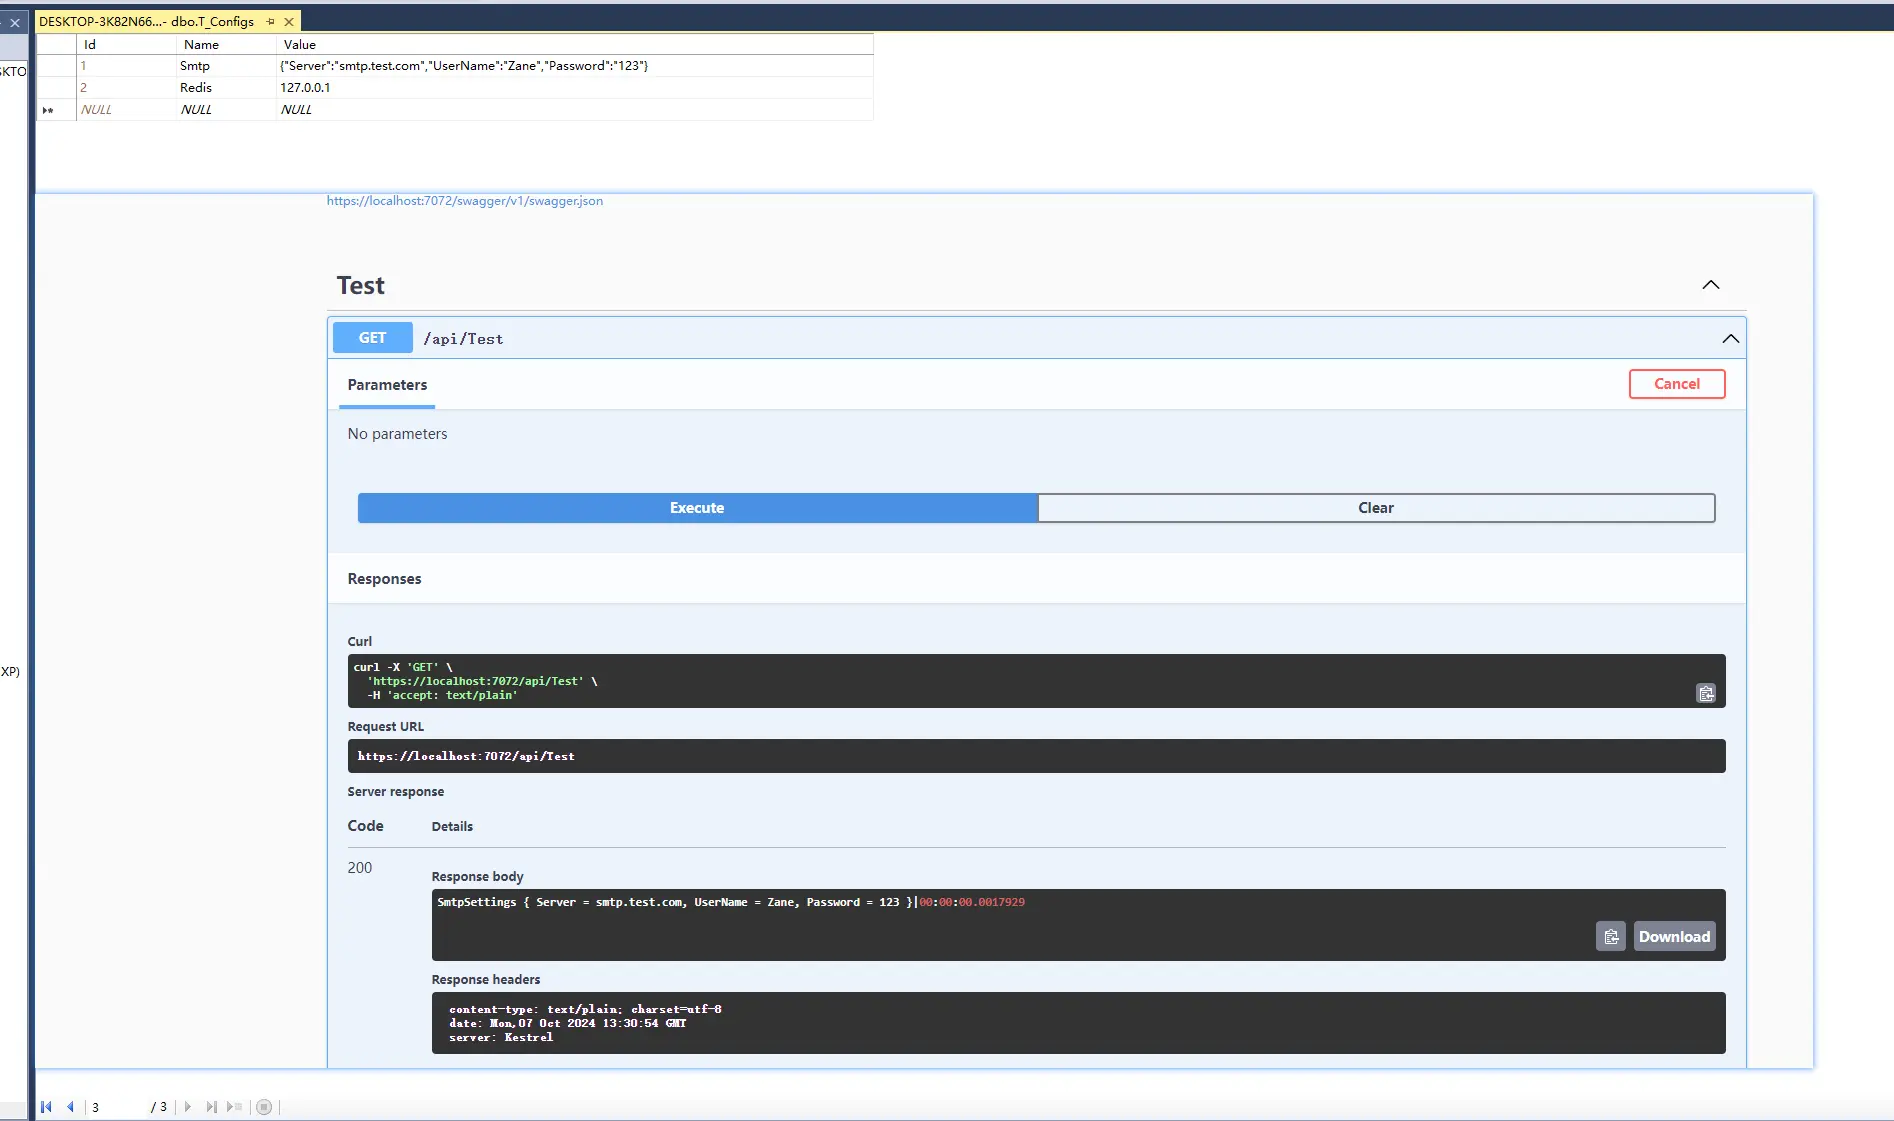 DESKTOP-3K82N66...- dbo.T_Configs
Id Name Value
SKTO
1 Smtp {"Server":"smtp.test.com","UserName":"Zane","Password":"123"}
2 Redis 127.0.0.1
NULL NULL NULL
https://localhost:7072/swagger/v1/swagger.json
Test
GET /api/Test
Parameters Cancel
No parameters
Execute Clear
Responses
Curl
XP)
curl -X 'GET' \
'https://localhost:7072/api/Test' \
-H 'accept: text/plain'
Request URL
https://localhost:7072/api/Test
Server response
Code Details
200
Response body
SmtpSettings { Server = smtp.test.com, UserName = Zane, Password = 123 }|00:00:00.0017929
Download
Response headers
content-type: text/plain; charset=utf-8
date: Mon,07 Oct 2024 13:30:54 GMT
server: Kestrel
3 / 3